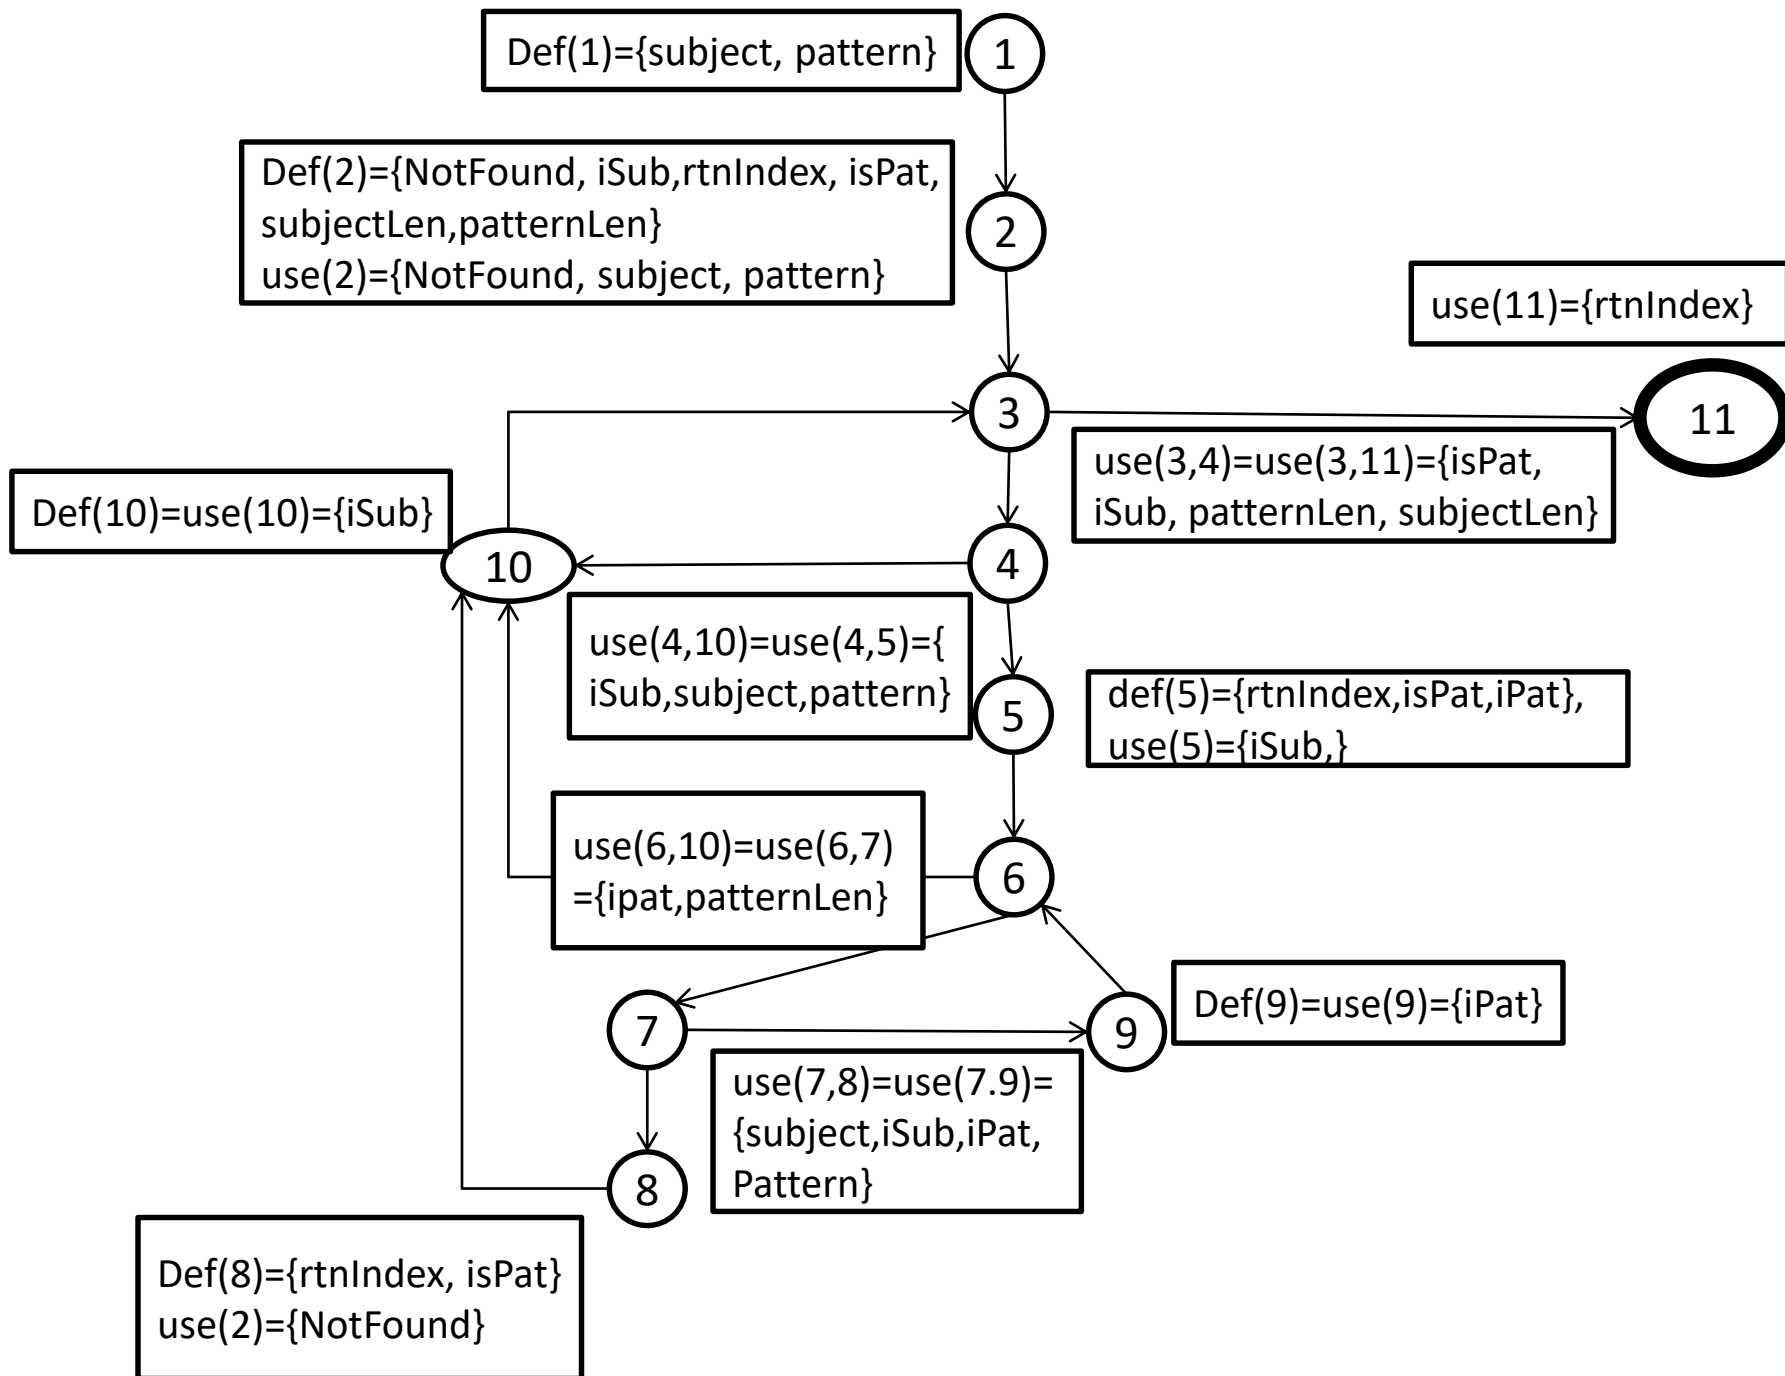 Def(1)={subject, pattern}
1
Def(2)={NotFound, iSub,rtnIndex, isPat,
subjectLen,patternLen}
use(2)={NotFound, subject, pattern}
2
use(11)={rtnIndex}
3
11
use(3,4)=use(3,11)={isPat,
iSub, patternLen, subjectLen}
Def(10)=use(10)={iSub}
10
4
use(4,10)=use(4,5)={
iSub,subject,pattern}
5
def(5)={rtnIndex,isPat,iPat},
use(5)={iSub,}
use(6,10)=use(6,7)
={ipat,patternLen}
6
7
9
Def(9)=use(9)={iPat}
use(7,8)=use(7.9)=
{subject,iSub,iPat,
Pattern}
8
Def(8)={rtnIndex, isPat}
use(2)={NotFound}